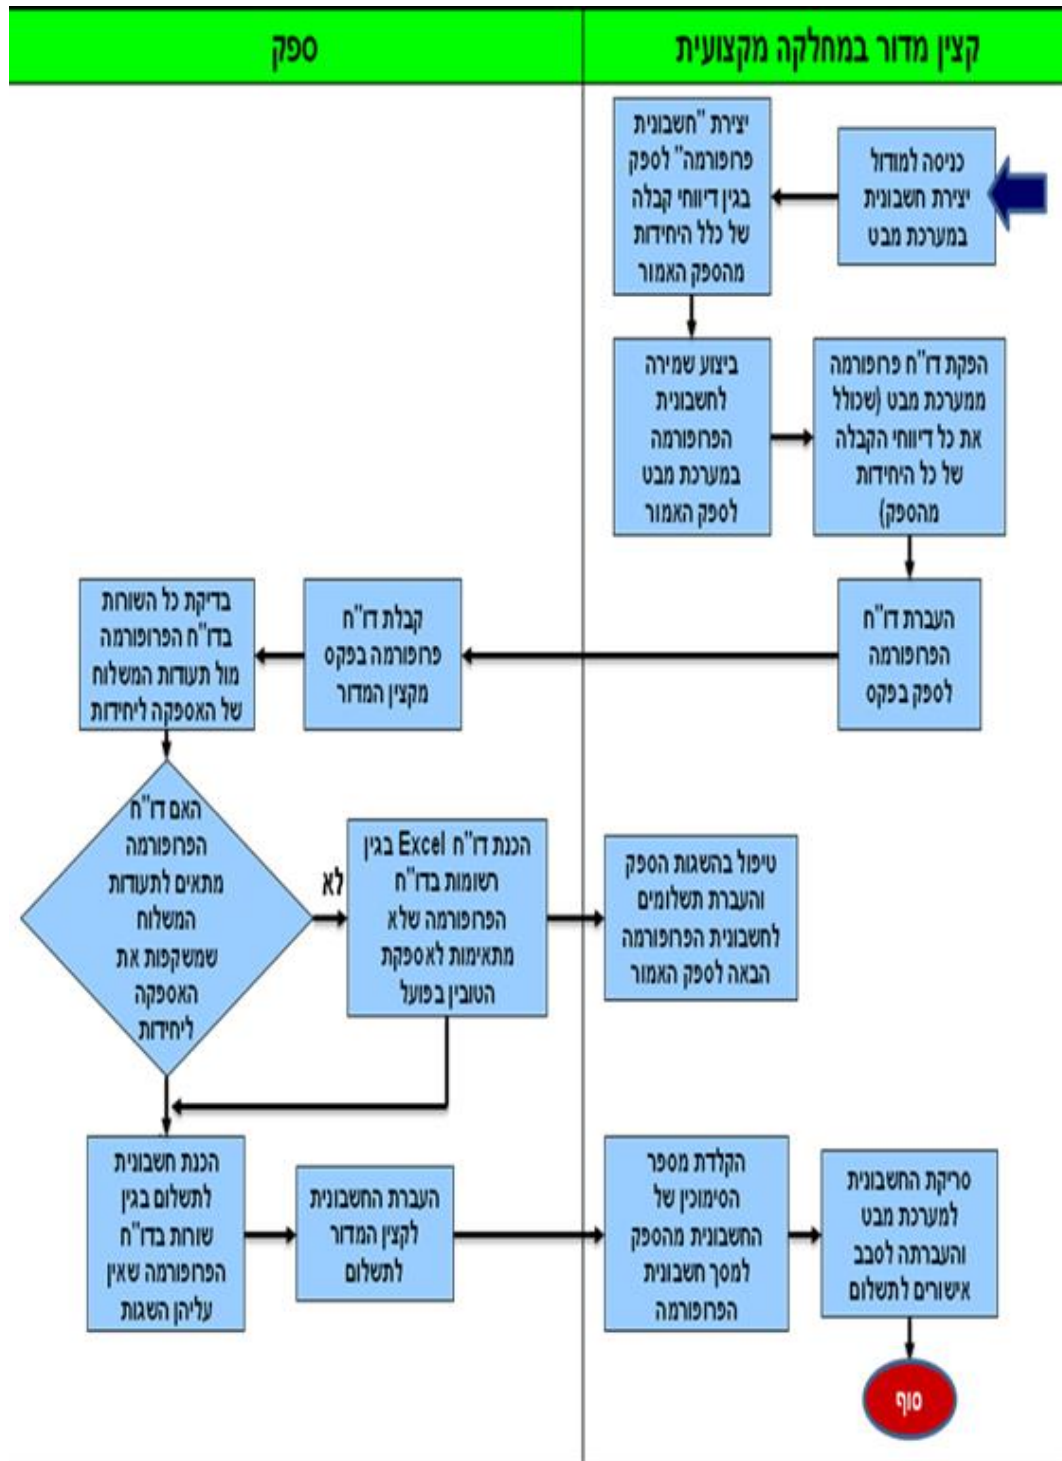 קצין מדור במחלקה מקצועית
ספק
כניסה למודול
יצירת חשבונית
במערכת מבט
יצירת "חשבונית
פרופורמה" לספק
בגין דיווחי קבלה
של כלל היחידות
מהספק האמור
ביצוע שמירה
לחשבונית
הפרופורמה
במערכת מבט
לספק האמור
הפקת דו"ח פרופורמה
ממערכת מבט (שכולל
את כל דיווחי הקבלה
של כל היחידות
מהספק)
העברת דו"ח
הפרופורמה
לספק בפקס
קבלת דו"ח
פרופורמה בפקס
מקצין המדור
בדיקת כל השורות
בדו"ח הפרופורמה
מול תעודות המשלוח
של האספקה ליחידות
האם דו"ח
הפרופורמה
מתאים לתעודות
המשלוח
שמשקפות את
האספקה
ליחידות
לא
הכנת דו"ח Excel בגין
רשומות בדו"ח
הפרופורמה שלא
מתאימות לאספקת
הטובין בפועל
טיפול בהשגות הספק
והעברת תשלומים
לחשבונית הפרופורמה
הבאה לספק האמור
הכנת חשבונית
לתשלום בגין
שורות בדו"ח
הפרופורמה שאין
עליהן השגות
העברת החשבונית
לקצין המדור
לתשלום
הקלדת מספר
הסימוכין של
החשבונית מהספק
למסך חשבונית
הפרופורמה
סריקת החשבונית
למערכת מבט
והעברתה לסבב
אישורים לתשלום
סוף